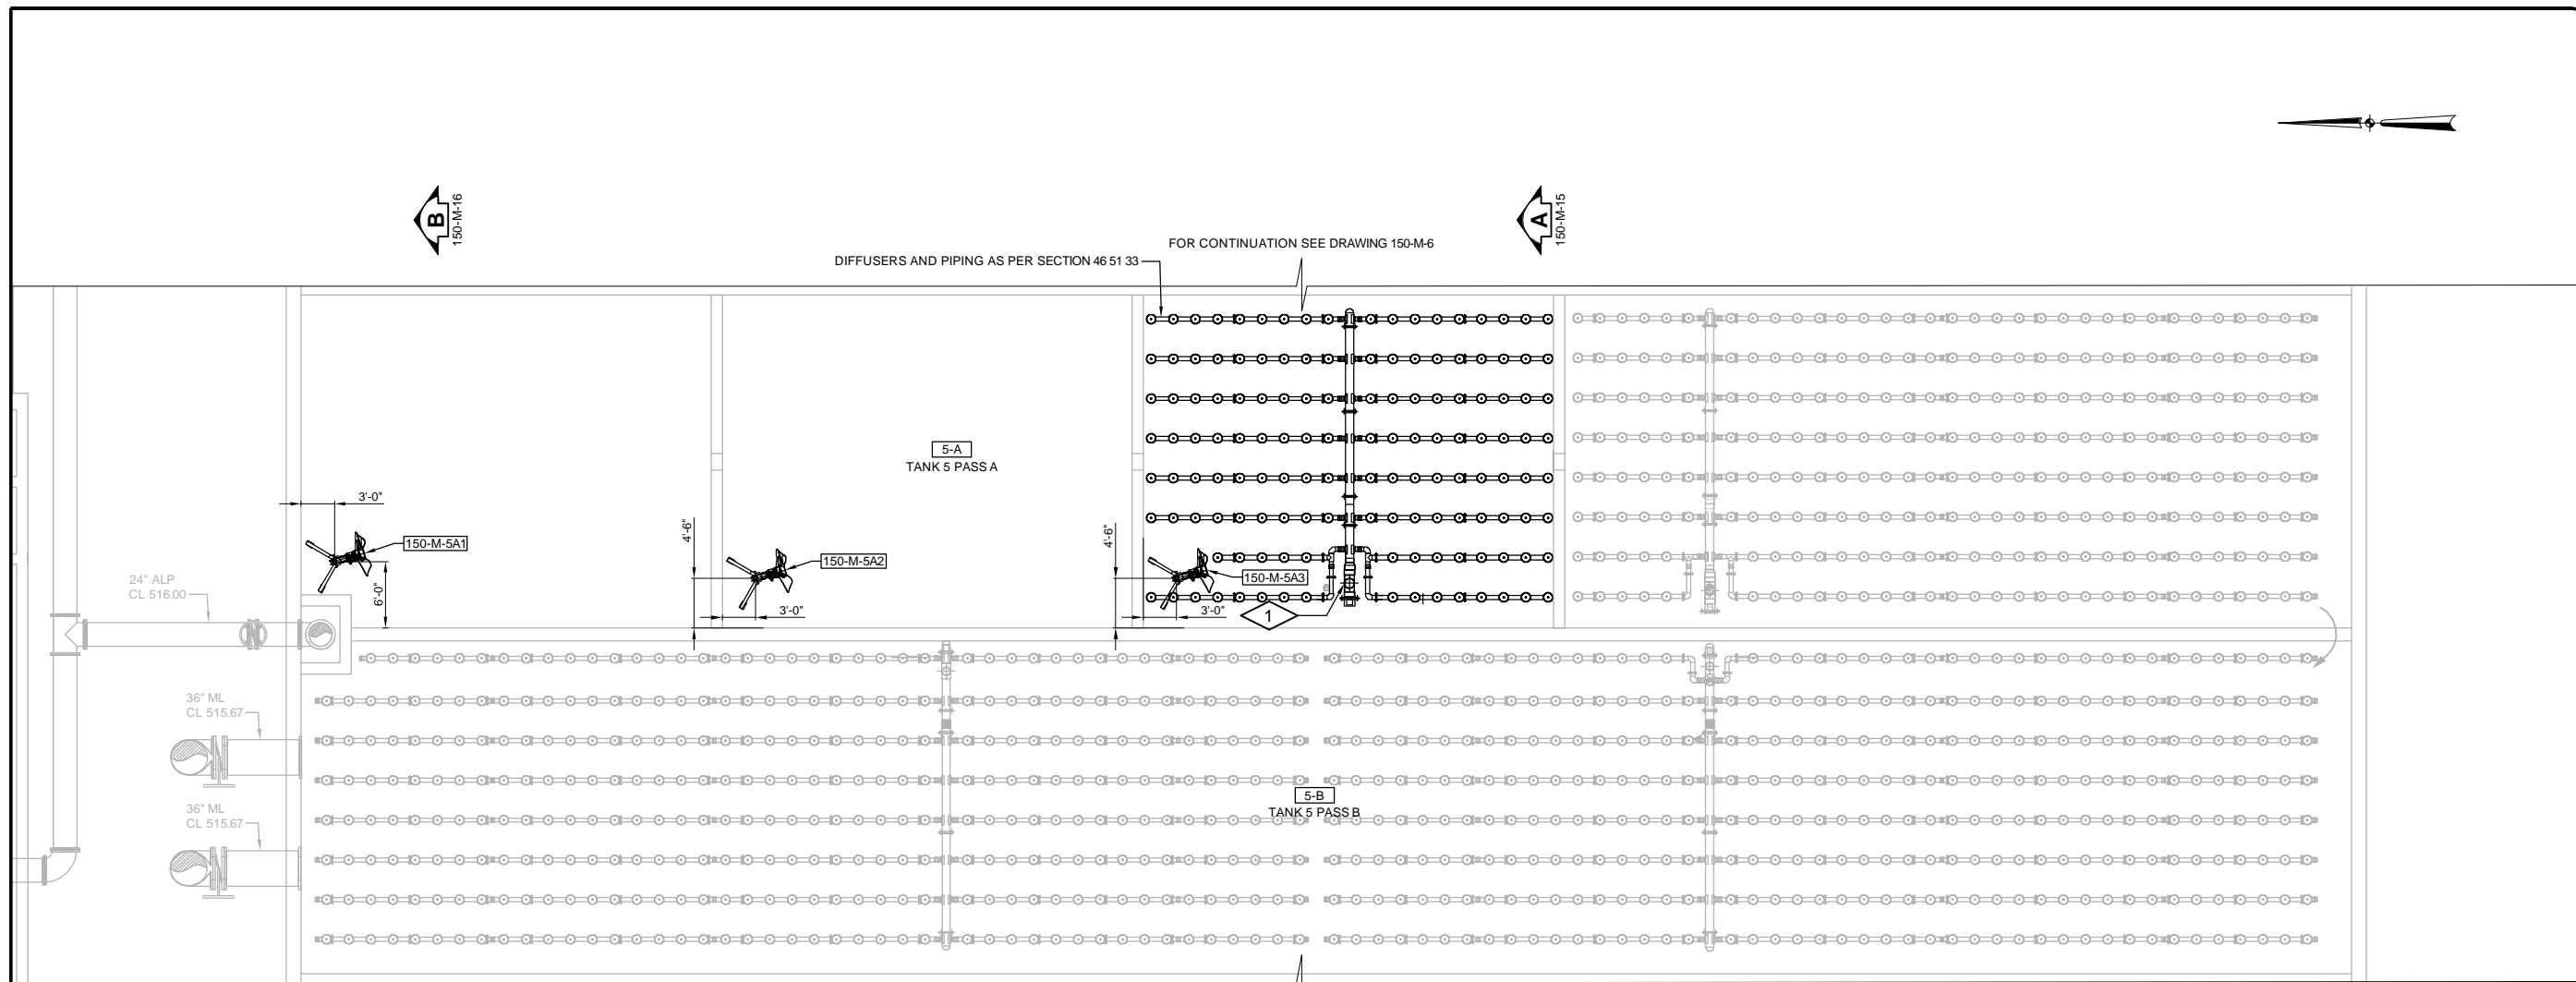 B
150-M-16
A
150-M-15
FOR CONTINUATION SEE DRAWING 150-M-6
DIFFUSERS AND PIPING AS PER SECTION 46 51 33
5-A
TANK 5 PASS A
3'-0"
150-M-5A1
6'-0"
4'-6"
150-M-5A2
3'-0"
4'-6"
150-M-5A3
3'-0"
1
24" ALP
CL 516.00
36" ML
CL 515.67
36" ML
CL 515.67
5-B
TANK 5 PASS B